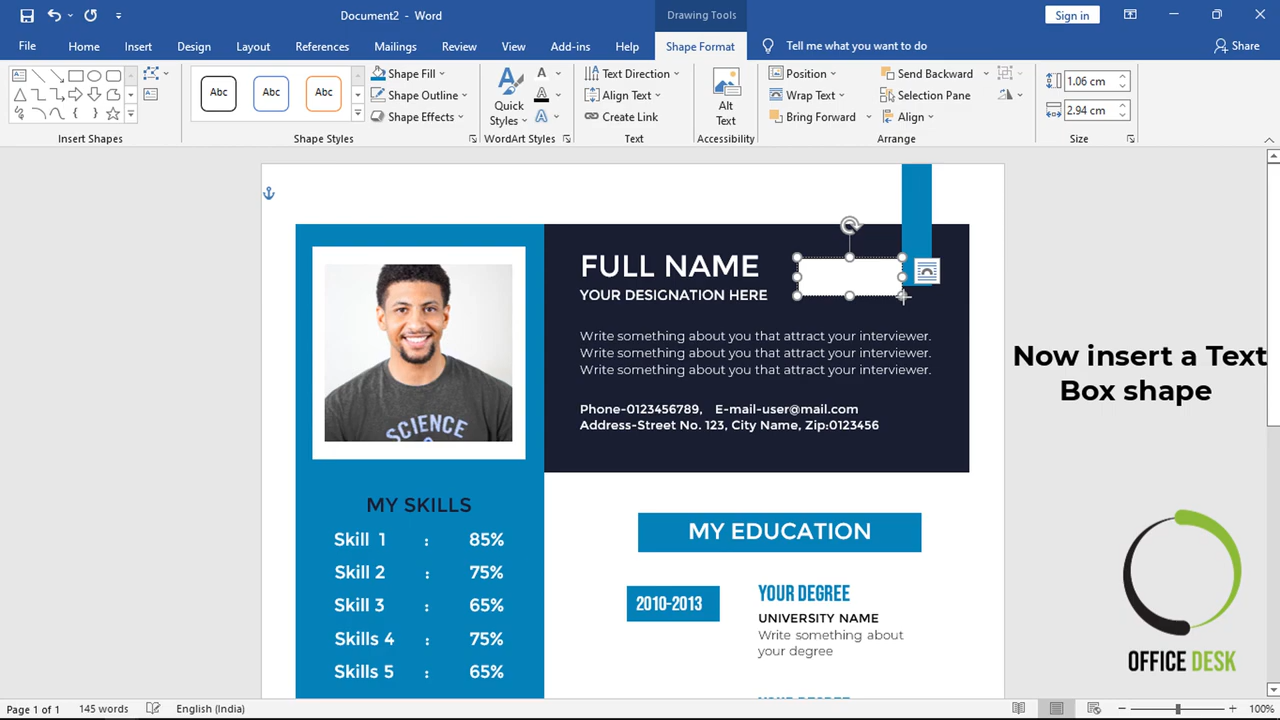 Document2 - Word
Drawing Tools
Sign in
File
Home
Insert
Design
Layout
References
Mailings
Review
View
Add-ins
Help
Shape Format
Tell me what you want to do
Share
Abc
Abc
Abc
Shape Fill
Shape Outline
Shape Effects
Quick
Styles
A
A
A
Text Direction
Align Text
Create Link
Alt
Text
Position
Wrap Text
Bring Forward
Send Backward
Selection Pane
Align
1.06 cm
2.94 cm
Insert Shapes
Shape Styles
WordArt Styles
Text
Accessibility
Arrange
Size
FULL NAME
YOUR DESIGNATION HERE
Write something about you that attract your interviewer.
Write something about you that attract your interviewer.
Write something about you that attract your interviewer.
Phone-0123456789, E-mail-user@mail.com
Address-Street No. 123, City Name, Zip:0123456
SCIENCE
Now insert a Text
Box shape
MY SKILLS
Skill 1 : 85%
Skill 2 : 75%
Skill 3 : 65%
Skills 4 : 75%
Skills 5 : 65%
MY EDUCATION
2010-2013
YOUR DEGREE
UNIVERSITY NAME
Write something about
your degree
YOUR DEGREE
OFFICE DESK
Page 1 of 1
45 words
English (India)
100%